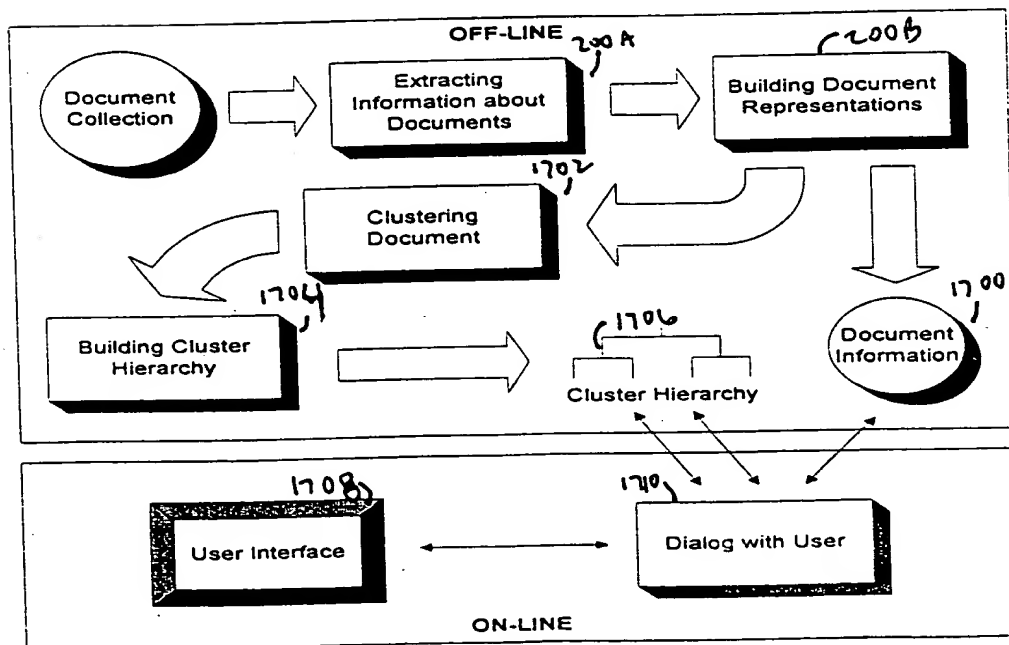 OFF-LINE
200A
200B
Document
Collection
Extracting
Information about
Documents
Building Document
Representations
1702
Clustering
Document
1704
1706
1700
Building Cluster
Hierarchy
Document
Information
Cluster Hierarchy
1708
1710
User Interface
Dialog with User
ON-LINE